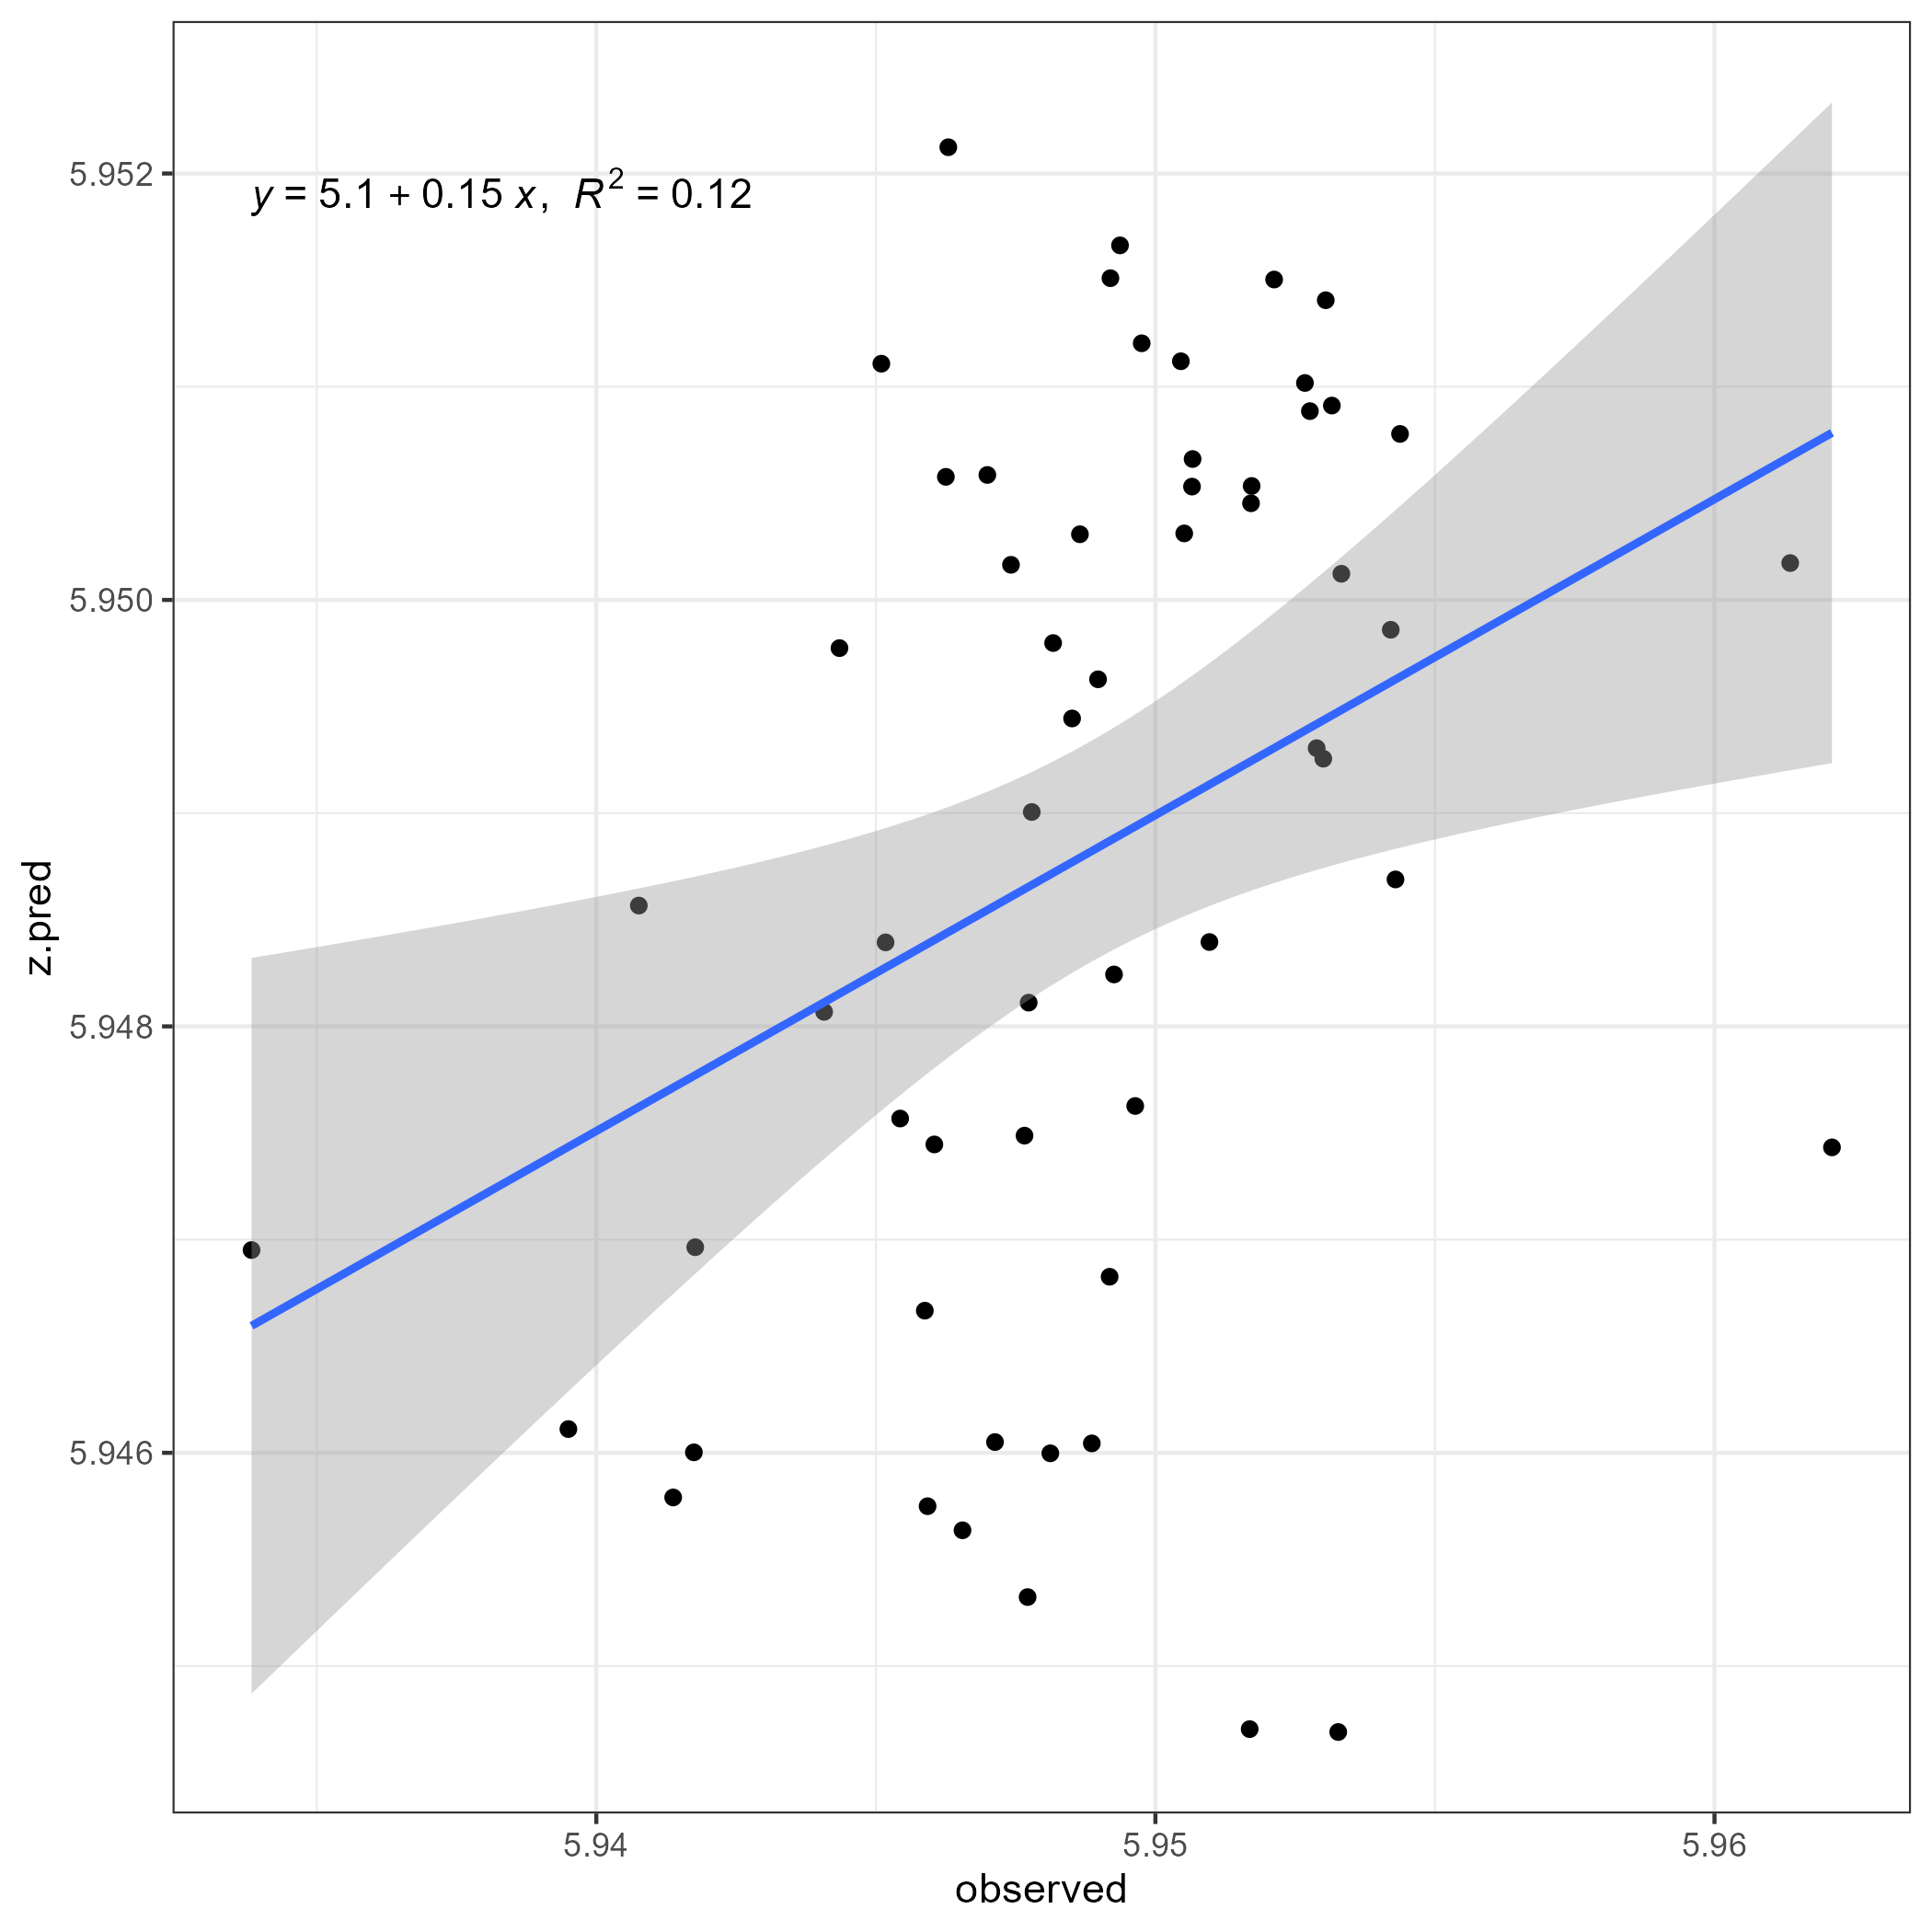 5.952
y = 5.1 + 0.15 x, R² = 0.12
5.950
z.pred
5.948
5.946
5.94 5.95 5.96
observed